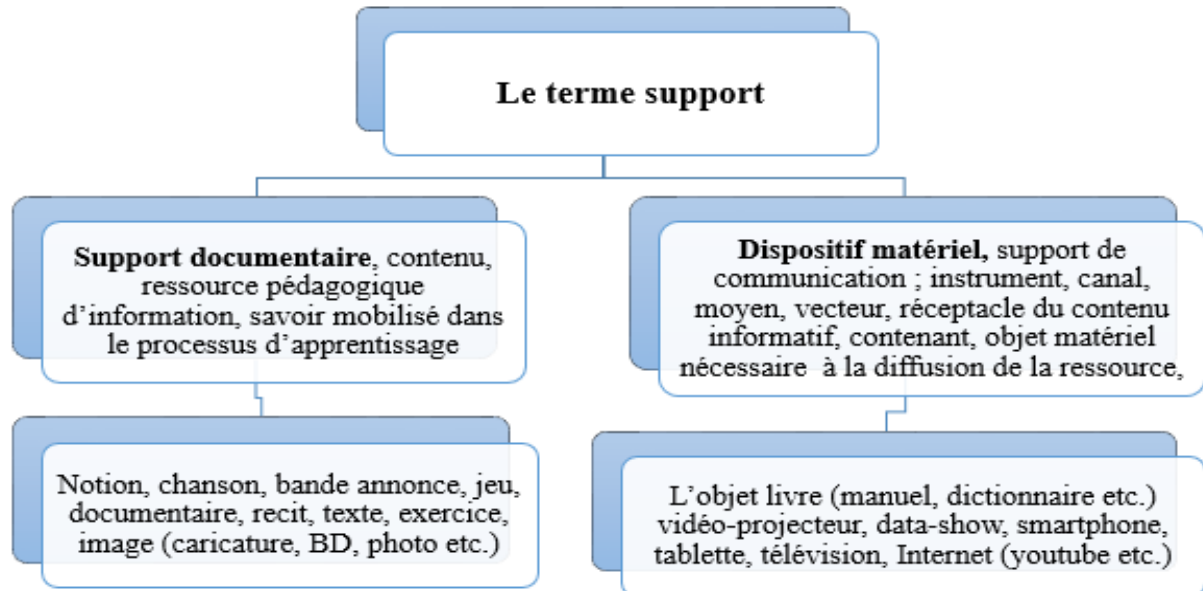 Le terme support
Support documentaire, contenu,
ressource pédagogique
d'information, savoir mobilisé dans
le processus d'apprentissage
Dispositif matériel, support de
communication ; instrument, canal,
moyen, vecteur, réceptacle du contenu
informatif, contenant, objet matériel
nécessaire à la diffusion de la ressource,
Notion, chanson, bande annonce, jeu,
documentaire, recit, texte, exercice,
image (caricature, BD, photo etc.)
L'objet livre (manuel, dictionnaire etc.)
vidéo-projecteur, data-show, smartphone,
tablette, télévision, Internet (youtube etc.)